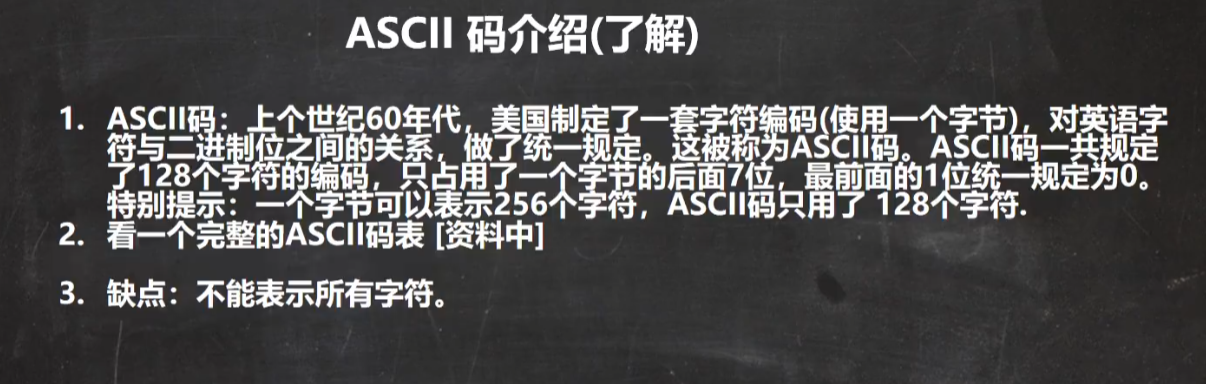 ASCII 码介绍(了解)
1. ASCII码：上个世纪60年代，美国制定了一套字符编码(使用一个字节)，对英语字
符与二进制位之间的关系，做了统一规定。这被称为ASCII码。ASCII码一共规定
了128个字符的编码，只占用了一个字节的后面7位，最前面的1位统一规定为0。
特别提示：一个字节可以表示256个字符，ASCII码只用了 128个字符.
2. 看一个完整的ASCII码表 [资料中]
3. 缺点：不能表示所有字符。